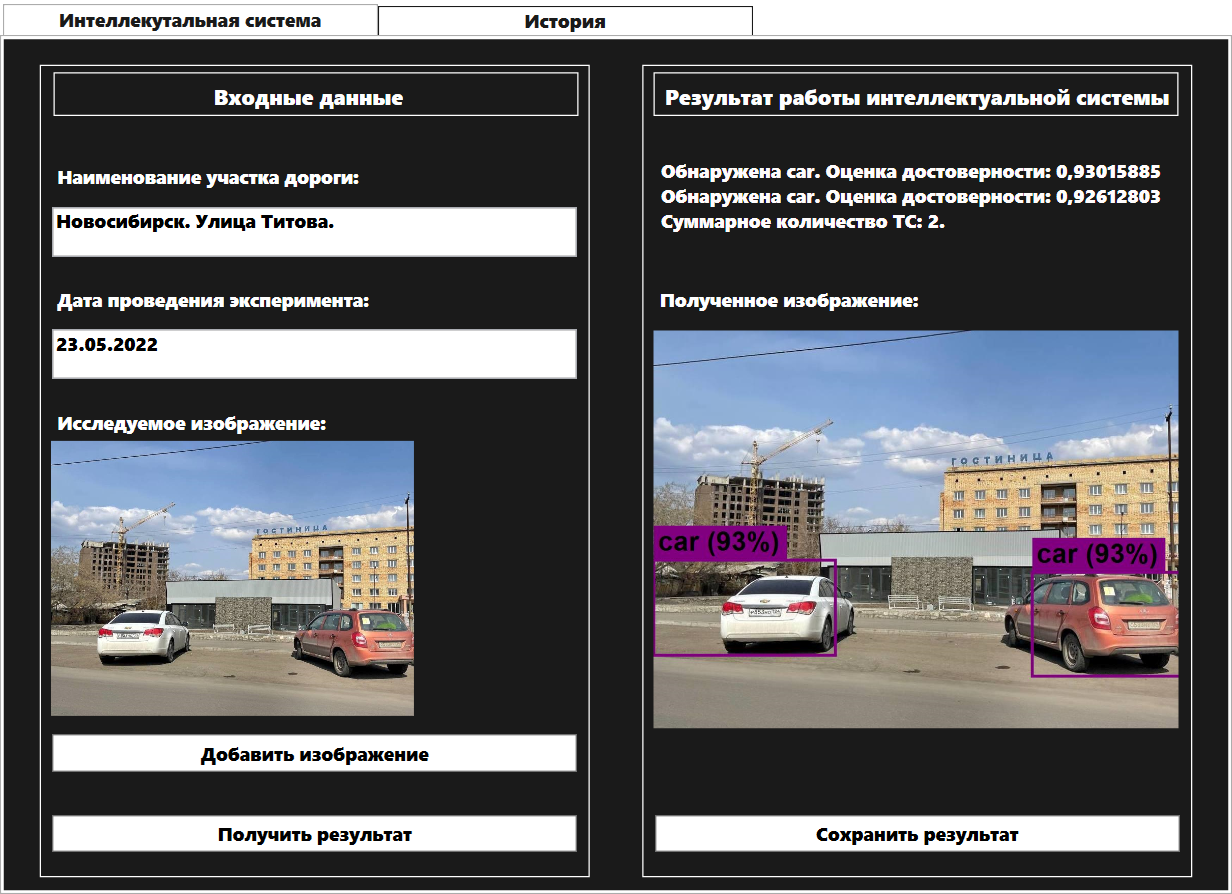 Интеллекутальная система
История
Входные данные
Наименование участка дороги:
Новосибирск. Улица Титова.
Дата проведения эксперимента:
23.05.2022
Исследуемое изображение:
ГОСТИНИЦА
Добавить изображение
Получить результат
Результат работы интеллектуальной системы
Обнаружена car. Оценка достоверности: 0,93015885
Обнаружена car. Оценка достоверности: 0,92612803
Суммарное количество ТС: 2.
Полученное изображение:
ГОСТИНИЦА
car (93%)
car (93%)
Сохранить результат